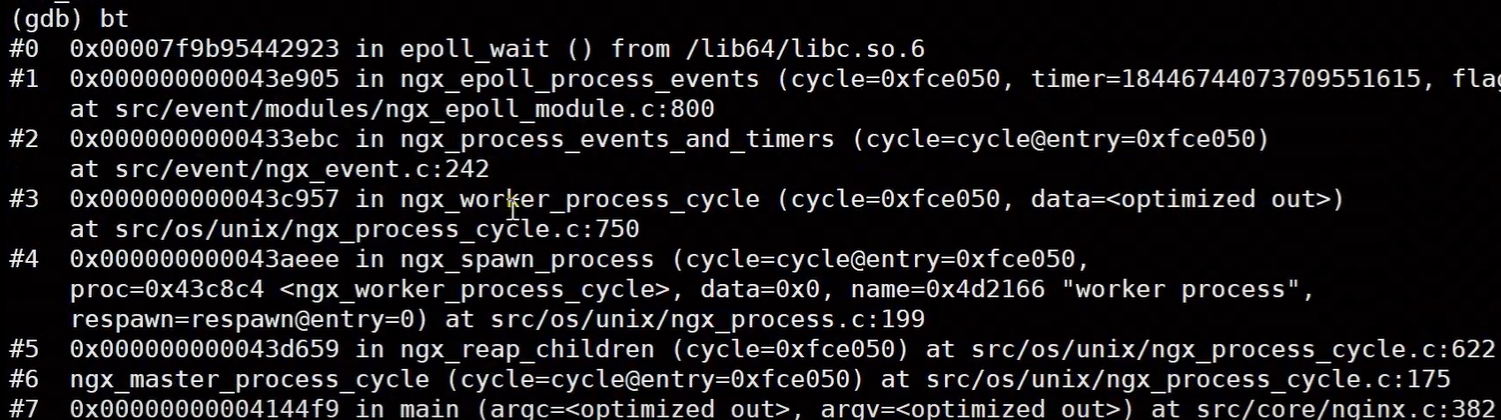 (gdb) bt
#0  0x00007f9b95442923 in epoll_wait () from /lib64/libc.so.6
#1  0x000000000043e905 in ngx_epoll_process_events (cycle=0xfce050, timer=18446744073709551615, flag
    at src/event/modules/ngx_epoll_module.c:800
#2  0x0000000000433ebc in ngx_process_events_and_timers (cycle=cycle@entry=0xfce050)
    at src/event/ngx_event.c:242
#3  0x000000000043c957 in ngx_worker_process_cycle (cycle=0xfce050, data=<optimized out>)
    at src/os/unix/ngx_process_cycle.c:750
#4  0x000000000043aeee in ngx_spawn_process (cycle=cycle@entry=0xfce050,
    proc=0x43c8c4 <ngx_worker_process_cycle>, data=0x0, name=0x4d2166 "worker process",
    respawn=respawn@entry=0) at src/os/unix/ngx_process.c:199
#5  0x000000000043d659 in ngx_reap_children (cycle=0xfce050) at src/os/unix/ngx_process_cycle.c:622
#6  ngx_master_process_cycle (cycle=cycle@entry=0xfce050) at src/os/unix/ngx_process_cycle.c:175
#7  0x00000000004144f9 in main (argc=<optimized out>, argv=<optimized out>) at src/core/nginx.c:382